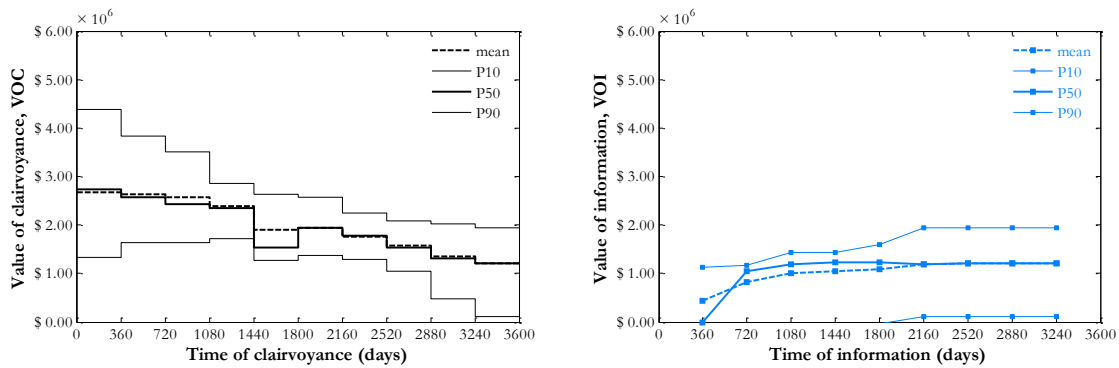 × 10⁶
$ 6.00
$ 5.00
$ 4.00
$ 3.00
$ 2.00
$ 1.00
$ 0.00
Value of clairvoyance, VOC
mean
P10
P50
P90
0 360 720 1080 1440 1800 2160 2520 2880 3240 3600
Time of clairvoyance (days)
× 10⁶
$ 6.00
$ 5.00
$ 4.00
$ 3.00
$ 2.00
$ 1.00
$ 0.00
Value of information, VOI
mean
P10
P50
P90
0 360 720 1080 1440 1800 2160 2520 2880 3240 3600
Time of information (days)